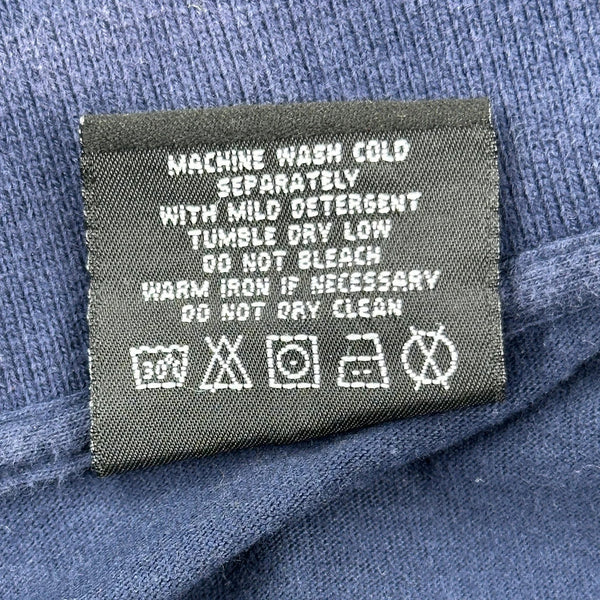 MACHINE WASH COLD
SEPARATELY
WITH MILD DETERGENT
TUMBLE DRY LOW
DO NOT BLEACH
WARM IRON IF NECESSARY
DO NOT DRY CLEAN
30°C